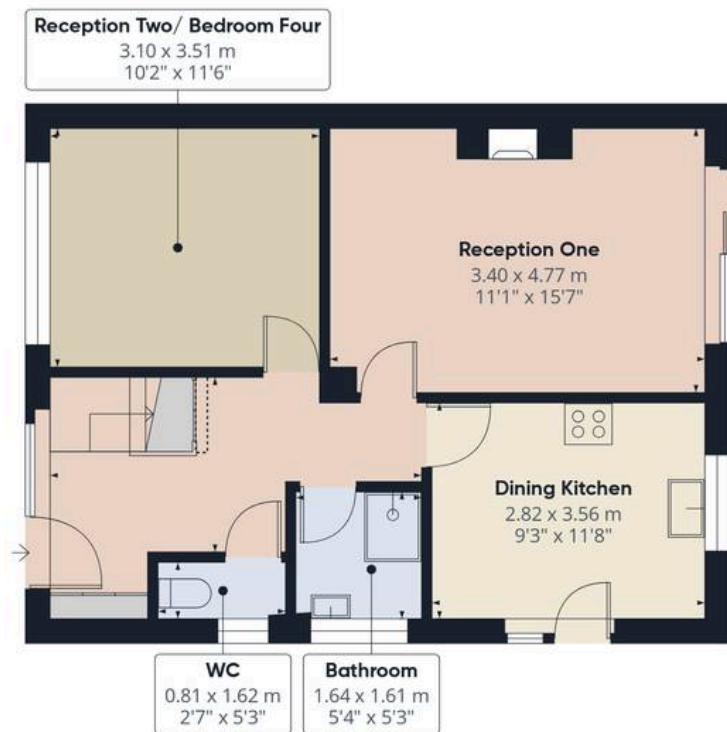 Reception Two/ Bedroom Four
3.10 x 3.51 m
10'2" x 11'6"
Reception One
3.40 x 4.77 m
11'1" x 15'7"
Dining Kitchen
2.82 x 3.56 m
9'3" x 11'8"
WC
0.81 x 1.62 m
2'7" x 5'3"
Bathroom
1.64 x 1.61 m
5'4" x 5'3"